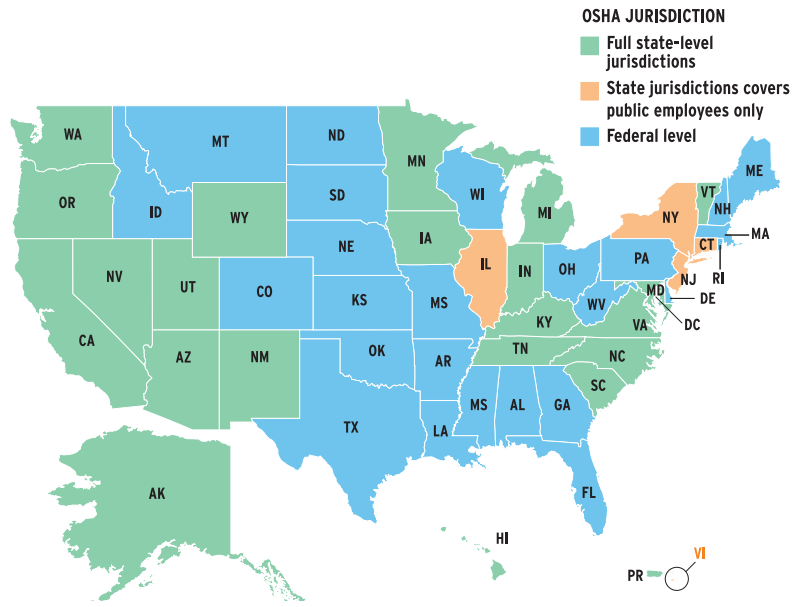 OSHA JURISDICTION
Full state-level
jurisdictions
State jurisdictions covers
public employees only
Federal level
WA
MT
ND
MN
ME
OR
ID
WY
SD
WI
MI
VT
NH
NY
MA
CT
RI
NV
UT
CO
NE
IA
IL
IN
OH
PA
NJ
MD
DE
DC
CA
AZ
NM
KS
MS
KY
WV
VA
OK
AR
TN
NC
SC
TX
LA
MS
AL
GA
FL
AK
HI
PR
VI